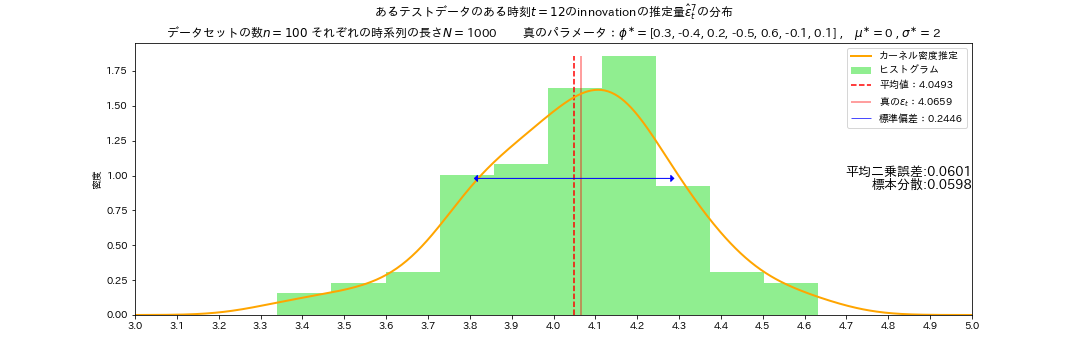 あるテストデータのある時刻t = 12のinnovationの推定量ε̂ₜ⁷の分布
データセットの数n = 100 それぞれの時系列の長さN = 1000 真のパラメータ：ϕ* = [0.3, -0.4, 0.2, -0.5, 0.6, -0.1, 0.1] , μ* = 0 , σ* = 2
カーネル密度推定
ヒストグラム
平均値：4.0493
真のεₜ：4.0659
標準偏差：0.2446
平均二乗誤差:0.0601
標本分散:0.0598
密度
1.75
1.50
1.25
1.00
0.75
0.50
0.25
0.00
3.0 3.1 3.2 3.3 3.4 3.5 3.6 3.7 3.8 3.9 4.0 4.1 4.2 4.3 4.4 4.5 4.6 4.7 4.8 4.9 5.0